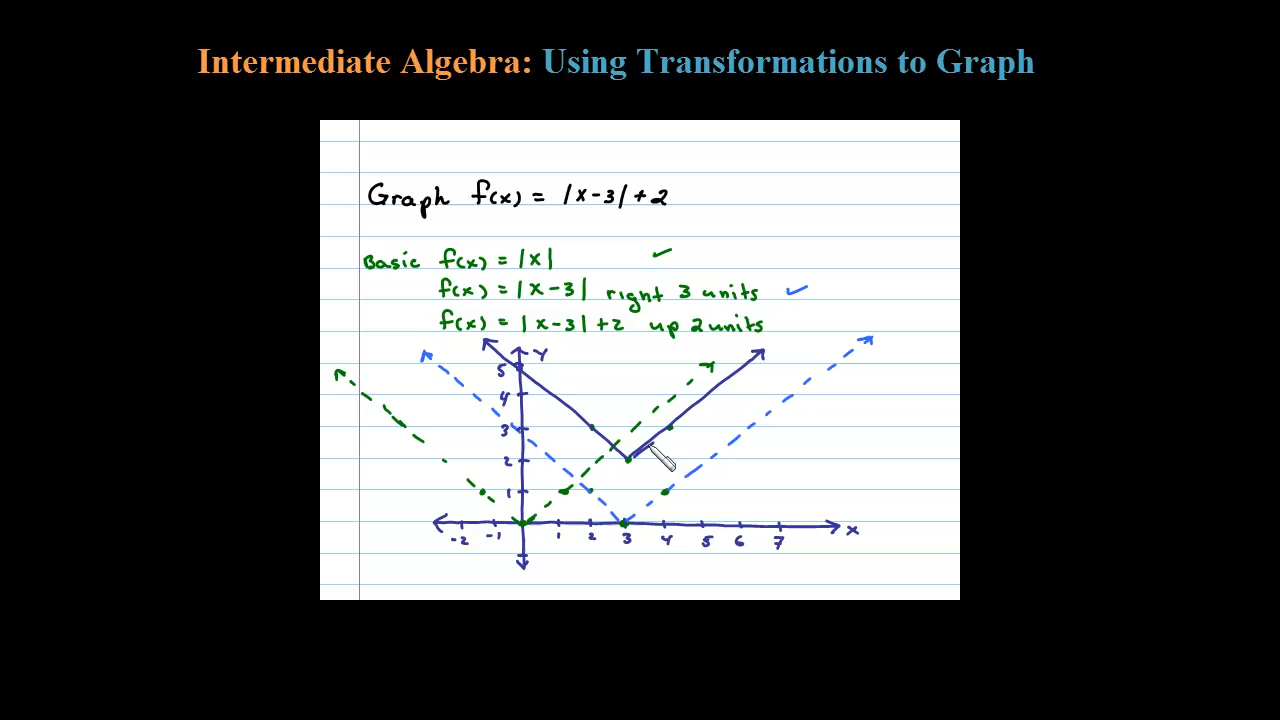 Intermediate Algebra: Using Transformations to Graph
Graph f(x) = |x-3| + 2
Basic f(x) = |x|
f(x) = |x-3| right 3 units
f(x) = |x-3| + 2 up 2 units
Y
5
4
3
2
1
-2 -1 1 2 3 4 5 6 7 x